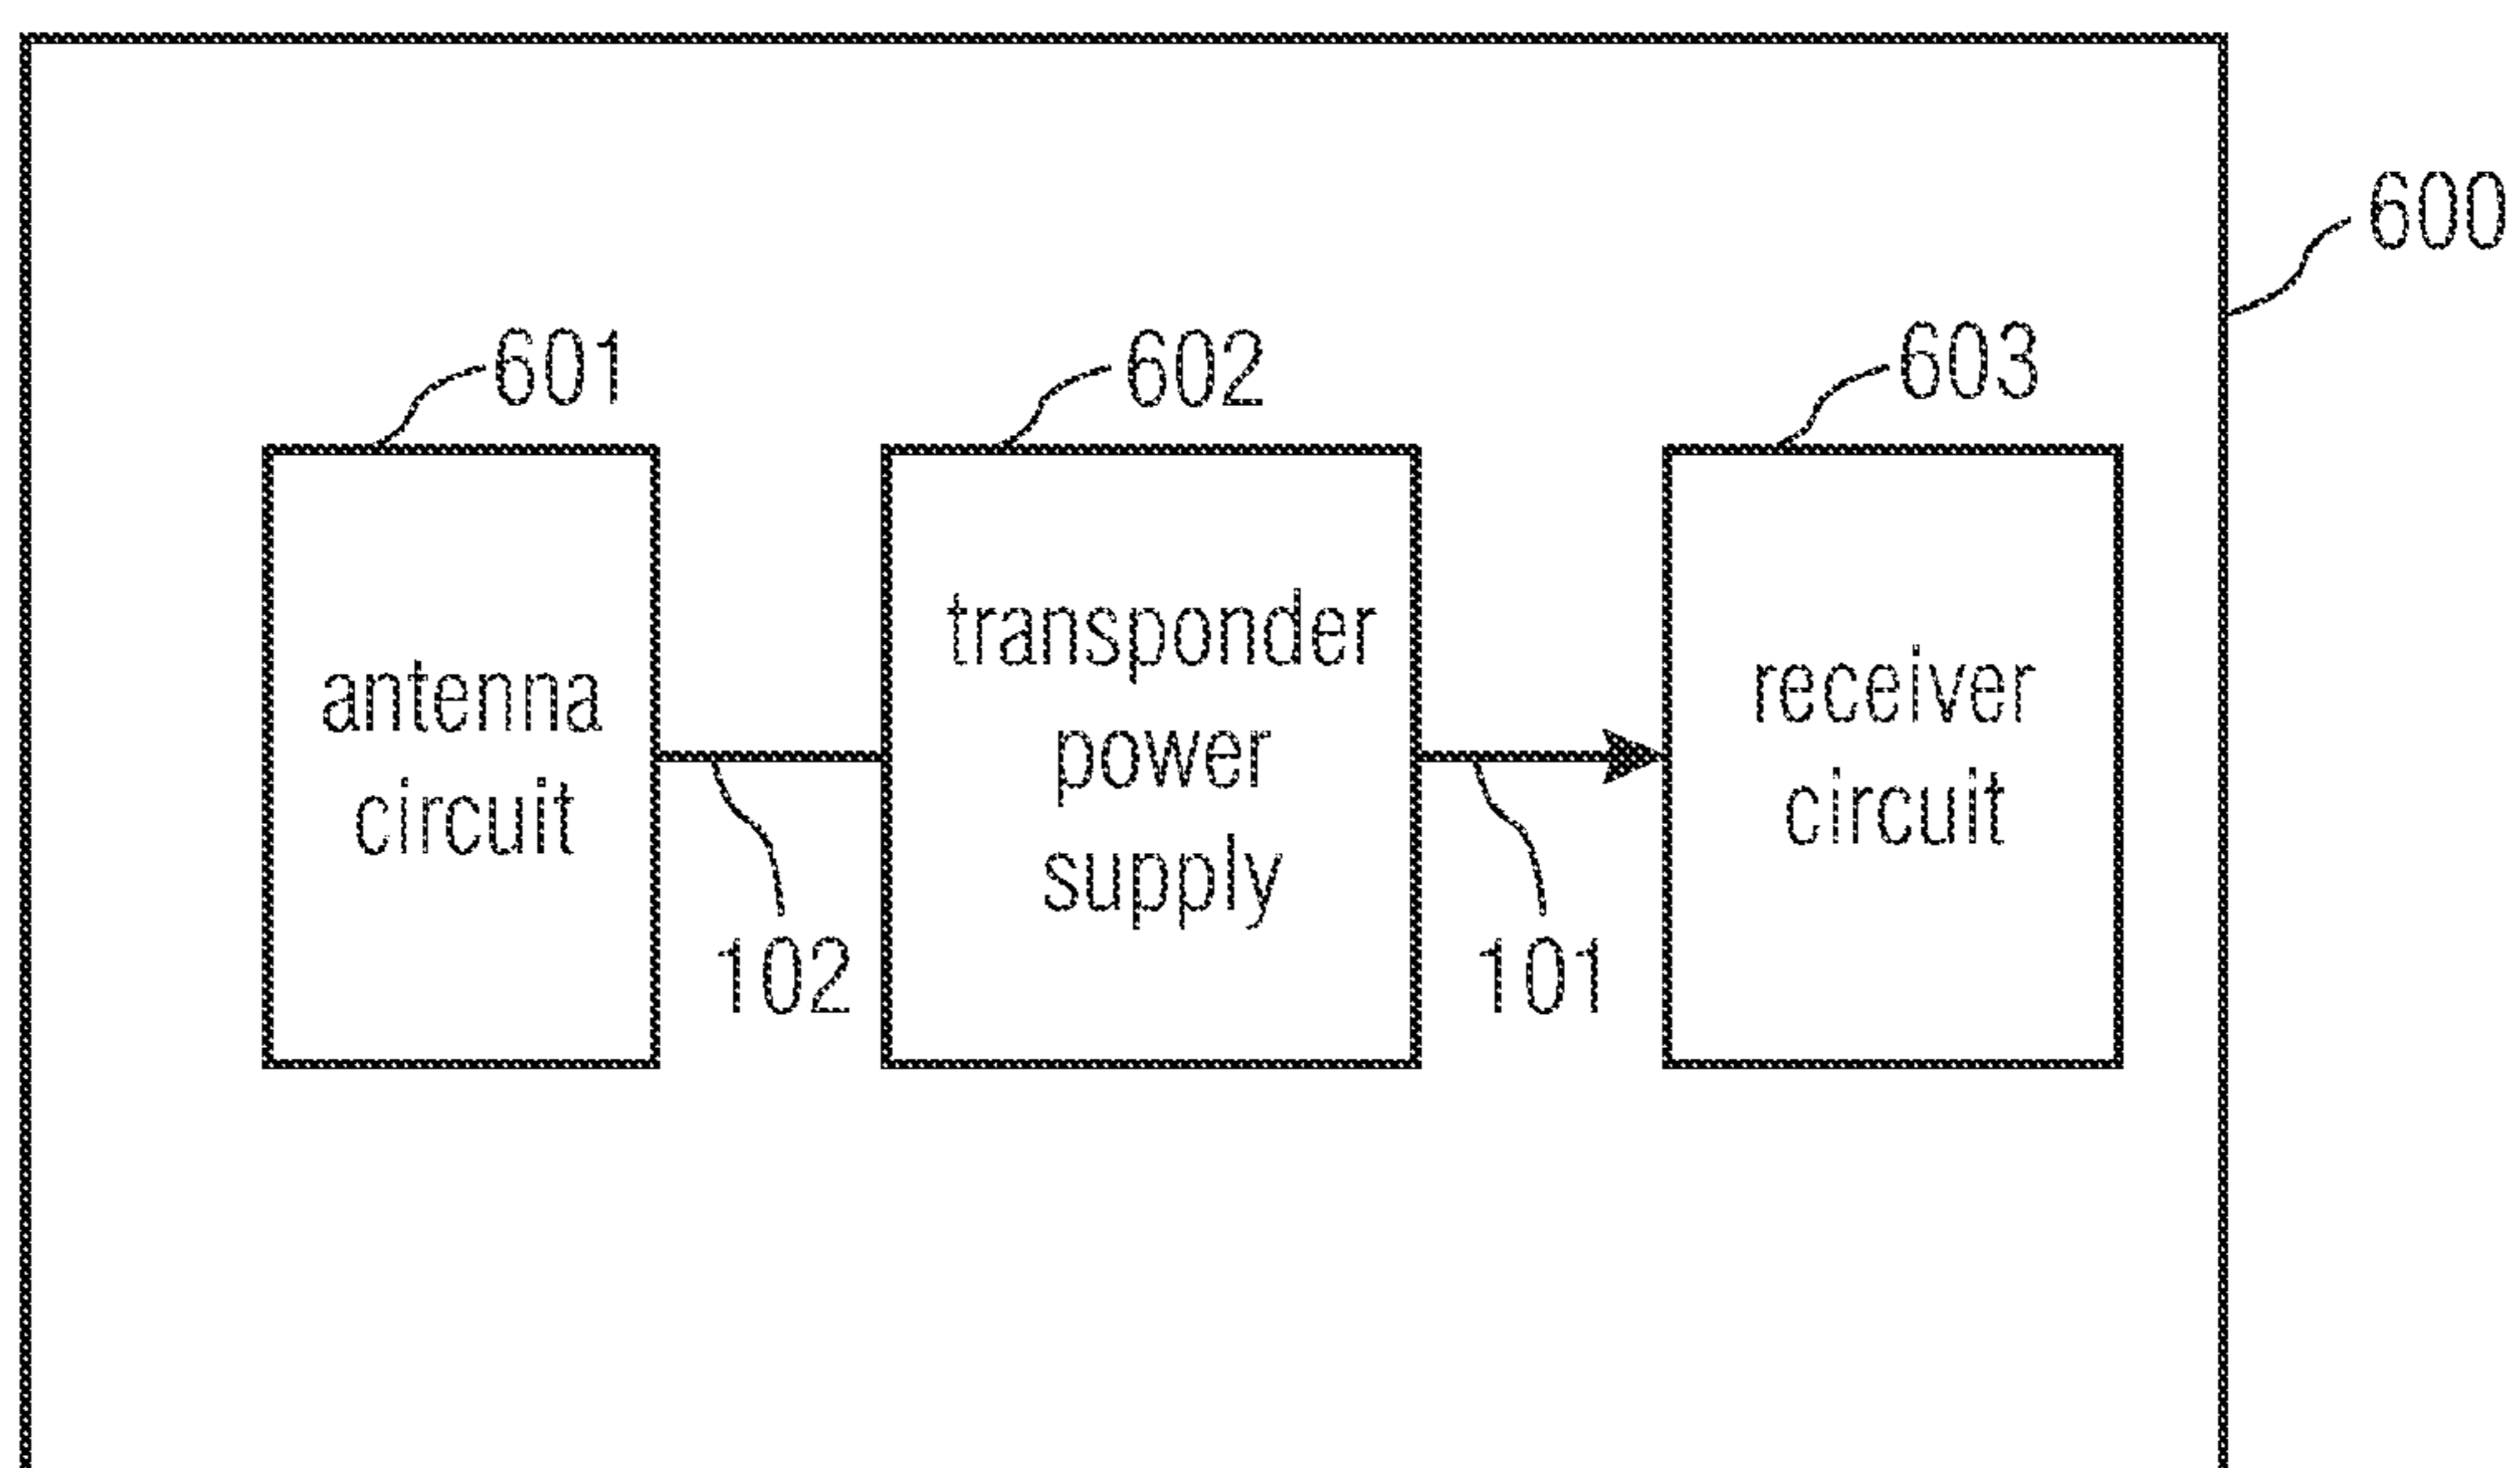 600
601
602
603
antenna
circuit
transponder
power
supply
receiver
circuit
102
101